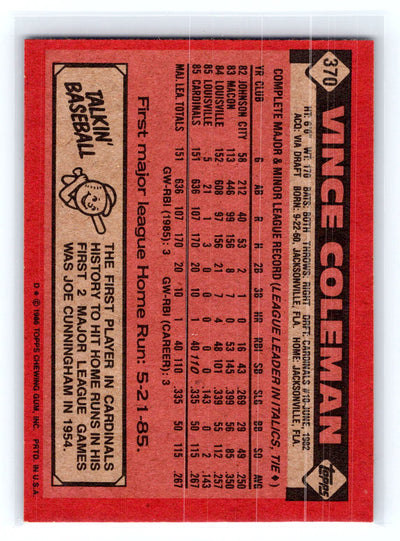 370
VINCE COLEMAN
topps
HT: 6'0" WT: 170 BATS: BOTH THROWS: RIGHT DRAFT: CARDINALS #10-JUNE, 1982
ACQ: VIA DRAFT BORN: 9-22-60, JACKSONVILLE, FLA. HOME: JACKSONVILLE, FLA.
COMPLETE MAJOR & MINOR LEAGUE RECORD (LEAGUE LEADER IN ITALICS, TIE ♦)
YR CLUB G AB R H 2B 3B HR RBI SB SLG BB SO AVG
82 JOHNSON CITY 58 212 40 53 2 1 0 16 43 .269 29 49 .250
83 MACON 113 446 99 156 8 7 0 53 145 .399 56 85 .350
84 LOUISVILLE 152 608 97 156 21 7 4 48 101 .334 55 112 .257
85 LOUISVILLE 5 21 1 3 0 0 0 0 0 .143 0 2 .143
85 CARDINALS 151 636 107 170 20 10 1 40 110 .335 50 115 .267
MAJ. LEA. TOTALS 151 636 107 170 20 10 1 40 110 .335 50 115 .267
GW-RBI (1985): 3 GW-RBI (CAREER): 3
First major league Home Run: 5-21-85.
TALKIN' BASEBALL
THE FIRST PLAYER IN CARDINALS
HISTORY TO HIT HOME RUNS IN HIS
FIRST 2 MAJOR LEAGUE GAMES
WAS JOE CUNNINGHAM IN 1954.
D* © 1986 TOPPS CHEWING GUM, INC. PRTD. IN U.S.A.